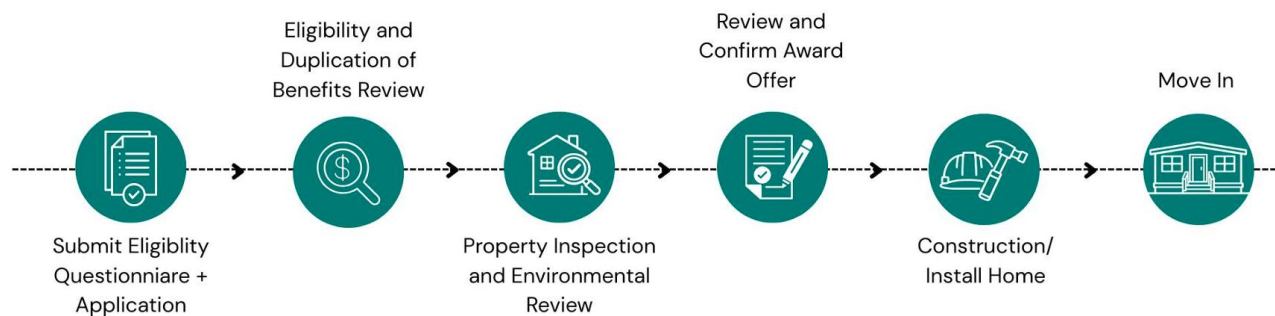 Submit Eligiblity
Questionniare +
Application
Eligibility and
Duplication of
Benefits Review
$
Property Inspection
and Environmental
Review
Review and
Confirm Award
Offer
Construction/
Install Home
Move In